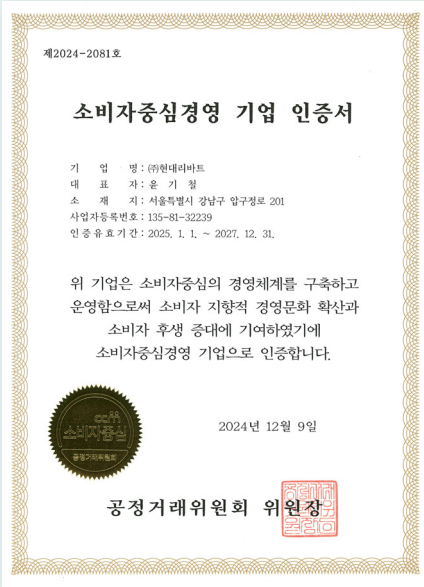 제2024-2081호
소비자중심경영 기업 인증서
기 업 명 : ㈜현대리바트
대 표 자 : 윤 기 철
소 재 지 : 서울특별시 강남구 압구정로 201
사업자등록번호 : 135-81-32239
인증유효기간 : 2025. 1. 1. ~ 2027. 12. 31.
위 기업은 소비자중심의 경영체계를 구축하고
운영함으로써 소비자 지향적 경영문화 확산과
소비자 후생 증대에 기여하였기에
소비자중심경영 기업으로 인증합니다.
2024년 12월 9일
ccm
소비자중심
공정거래위원회
공정거래위원회 위원장